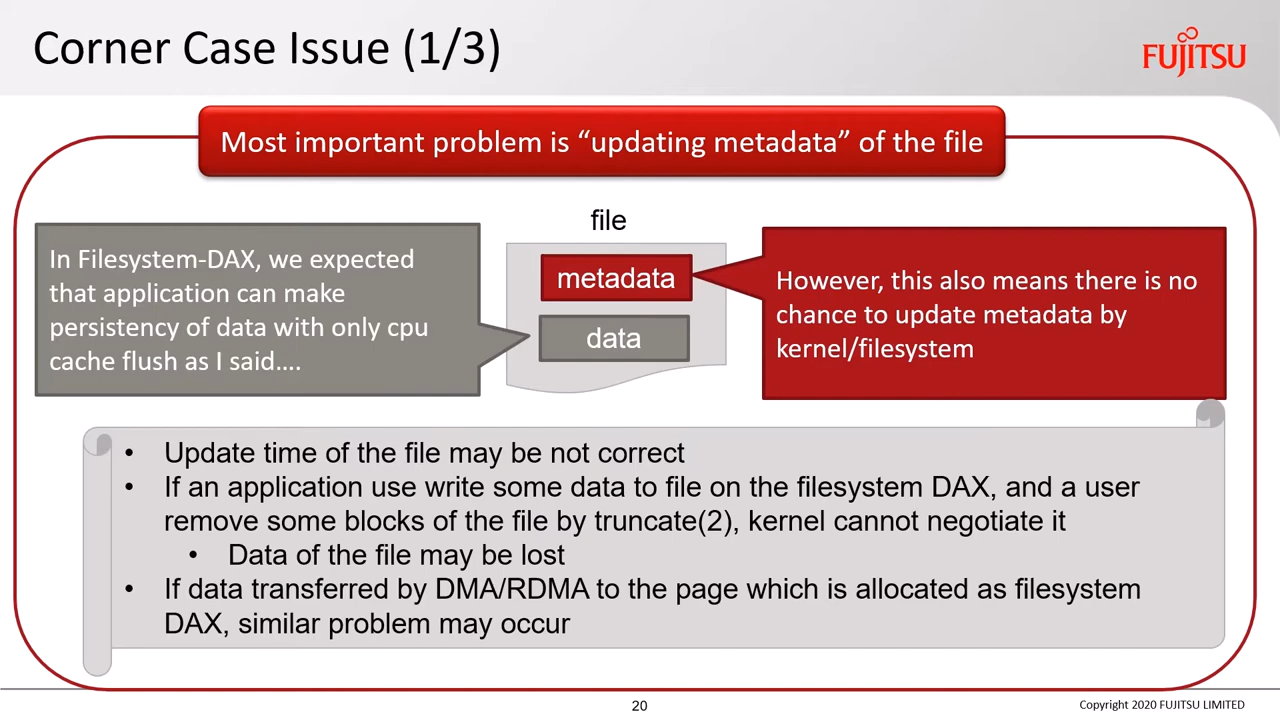 Corner Case Issue (1/3)
FUJITSU
Most important problem is “updating metadata” of the file
file
In Filesystem-DAX, we expected
that application can make
persistency of data with only cpu
cache flush as I said....
metadata
data
However, this also means there is no
chance to update metadata by
kernel/filesystem
• Update time of the file may be not correct
• If an application use write some data to file on the filesystem DAX, and a user
remove some blocks of the file by truncate(2), kernel cannot negotiate it
• Data of the file may be lost
• If data transferred by DMA/RDMA to the page which is allocated as filesystem
DAX, similar problem may occur
20
Copyright 2020 FUJITSU LIMITED